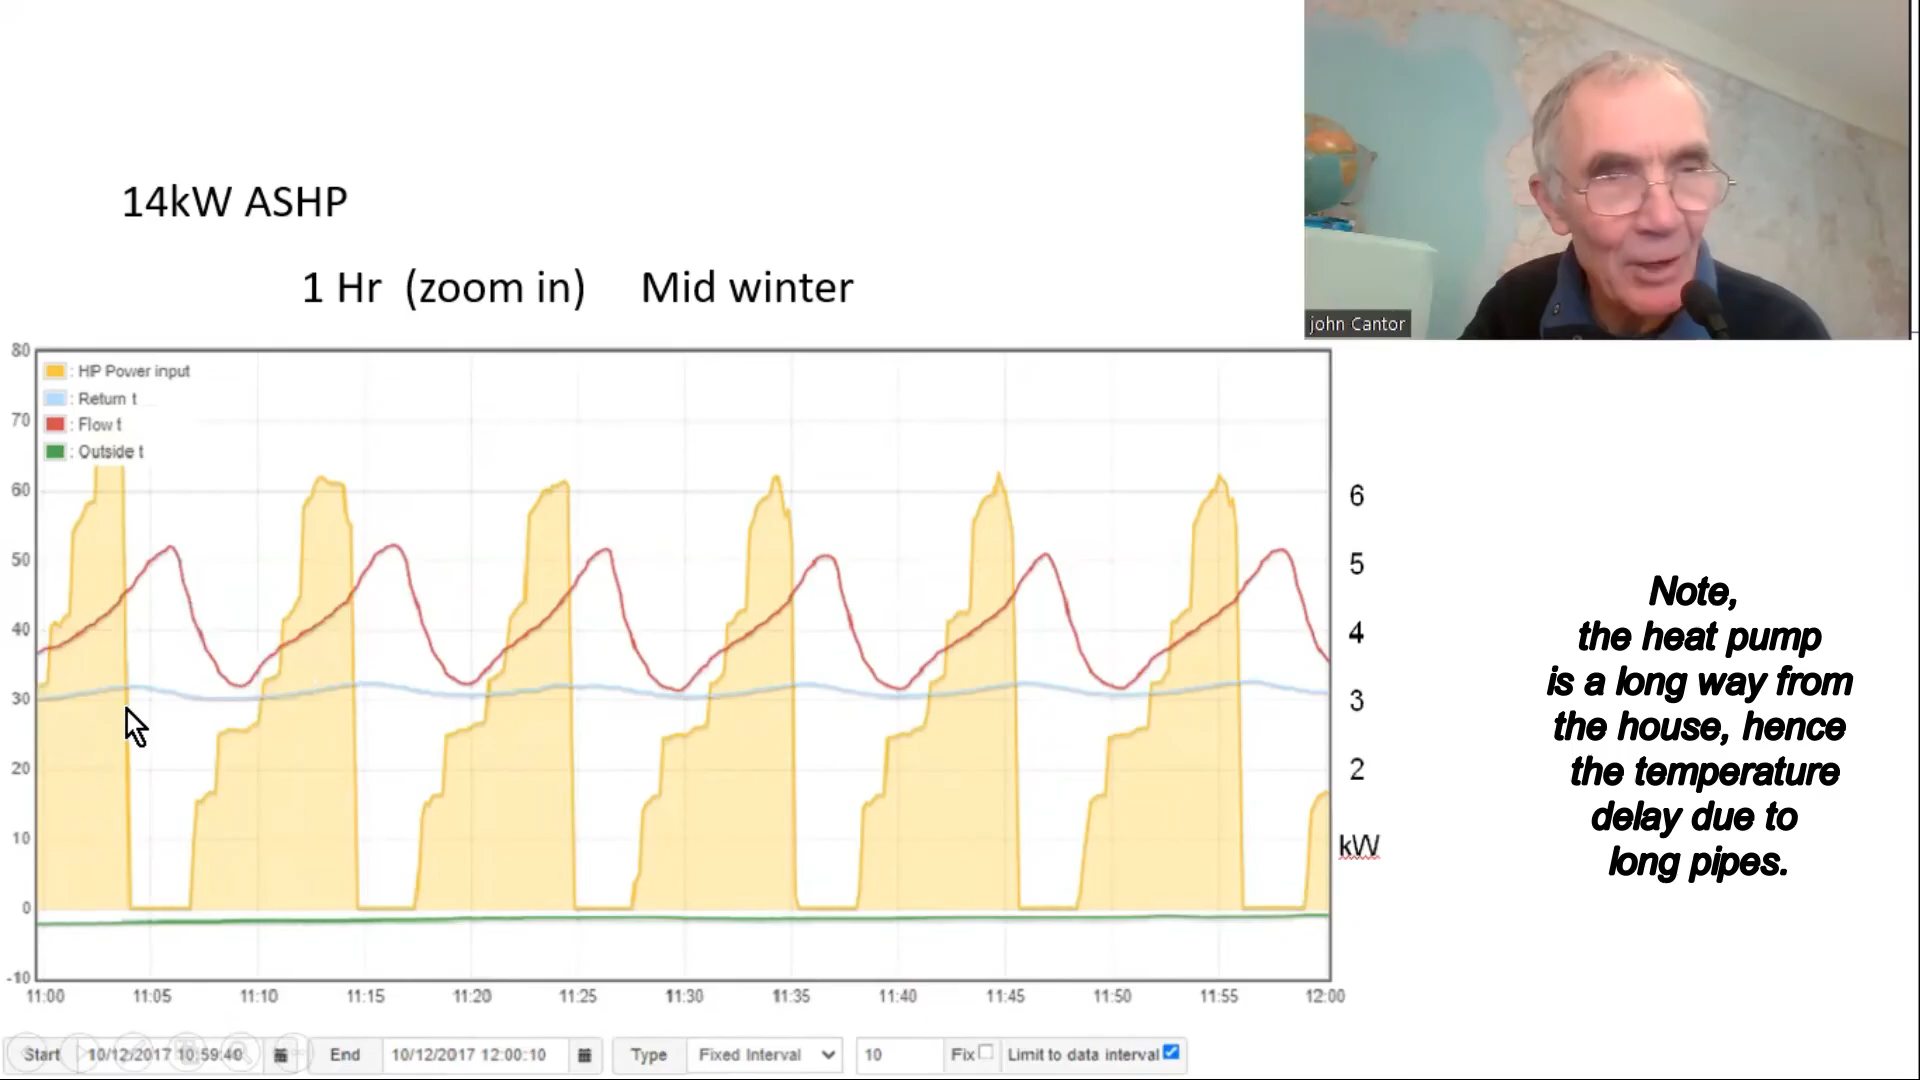 john Cantor
14kW ASHP
1 Hr (zoom in) Mid winter
: HP Power input
: Return t
: Flow t
: Outside t
80
70
60
50
40
30
20
10
0
-10
6
5
4
3
2
kW
11:00 11:05 11:10 11:15 11:20 11:25 11:30 11:35 11:40 11:45 11:50 11:55 12:00
Note,
the heat pump
is a long way from
the house, hence
the temperature
delay due to
long pipes.
Start 10/12/2017 10:59:40 End 10/12/2017 12:00:10 Type Fixed Interval 10 Fix Limit to data interval